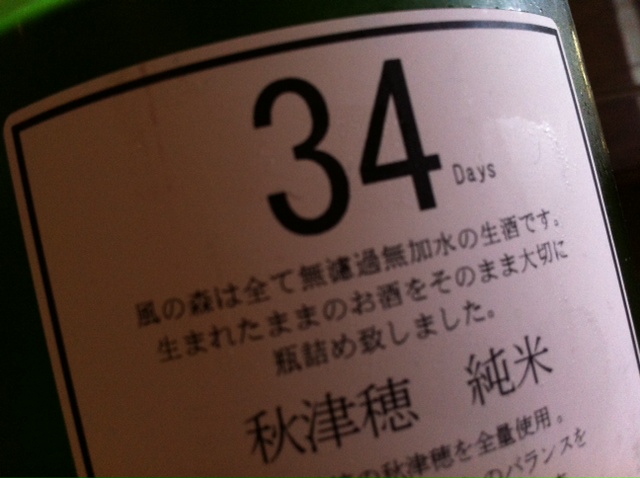 34 Days
風の森は全て無濾過無加水の生酒です。
生まれたままのお酒をそのまま大切に
瓶詰め致しました。
秋津穂 純米
の秋津穂を全量使用。
のバランスを